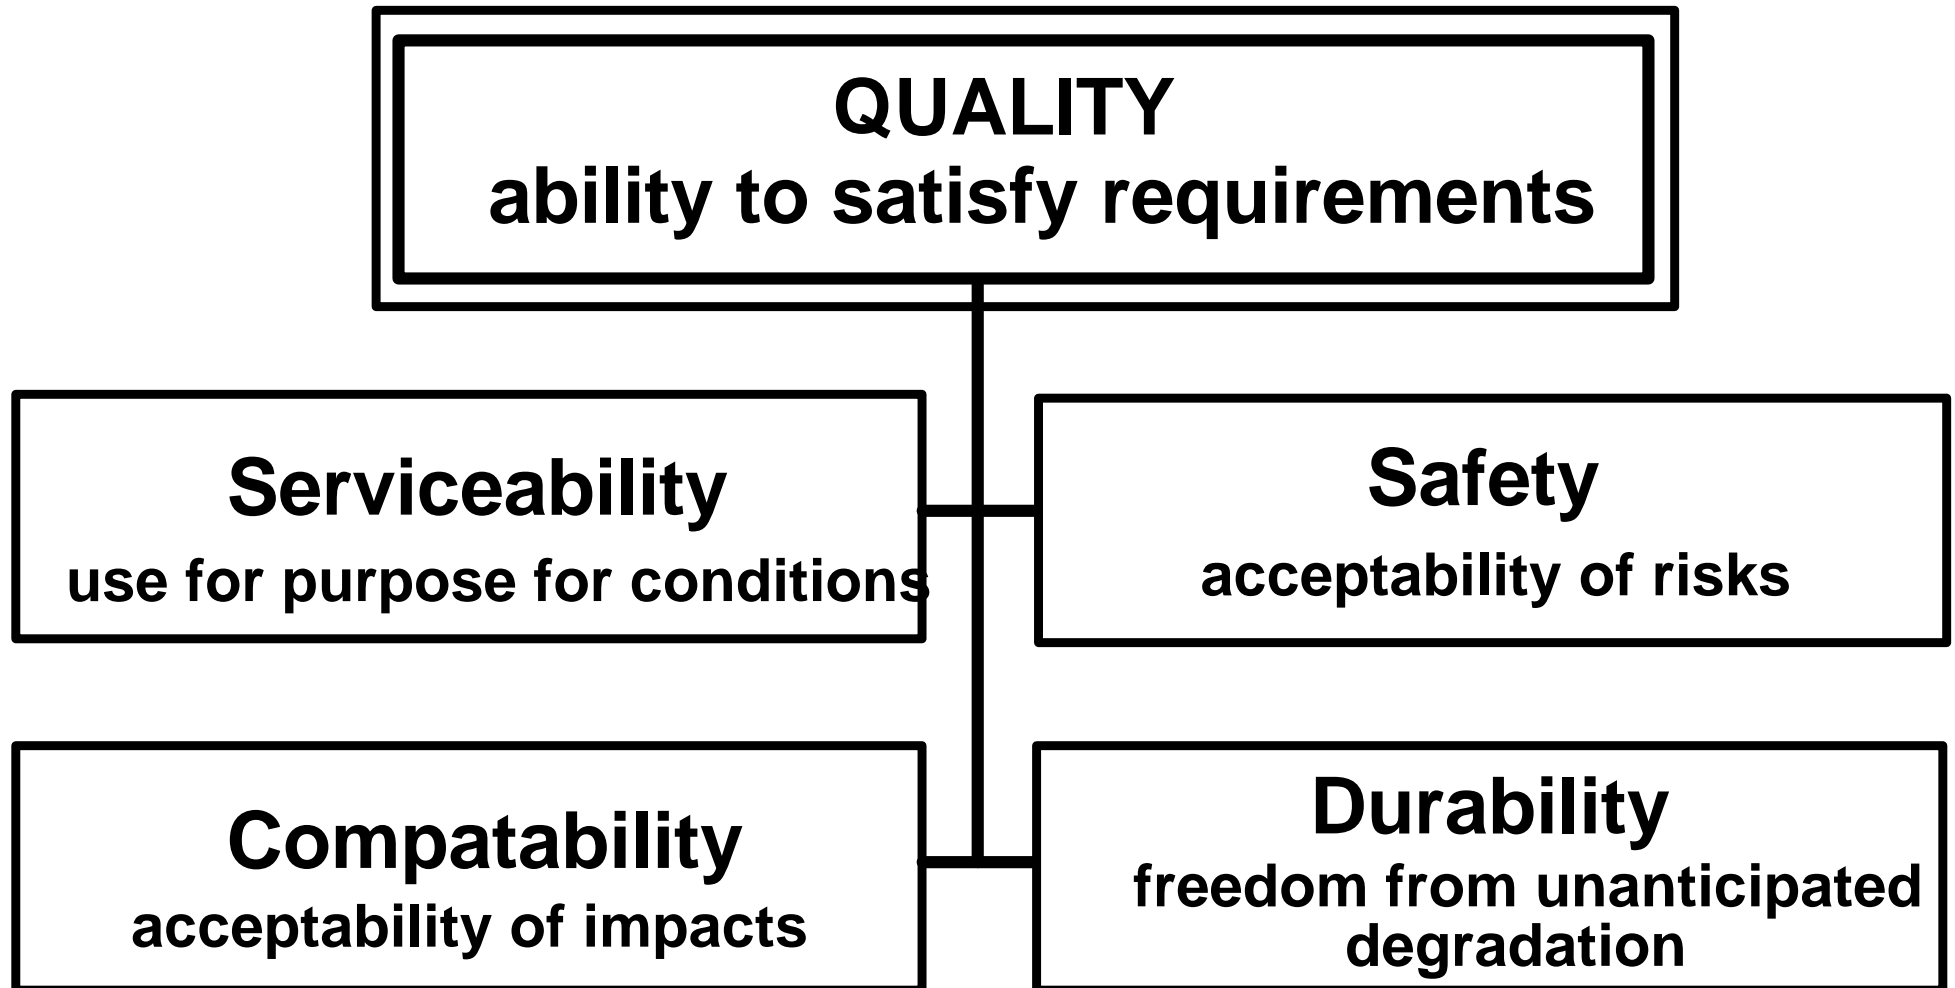 QUALITY
ability to satisfy requirements
Serviceability
use for purpose for conditions
Safety
acceptability of risks
Compatability
acceptability of impacts
Durability
freedom from unanticipated
degradation